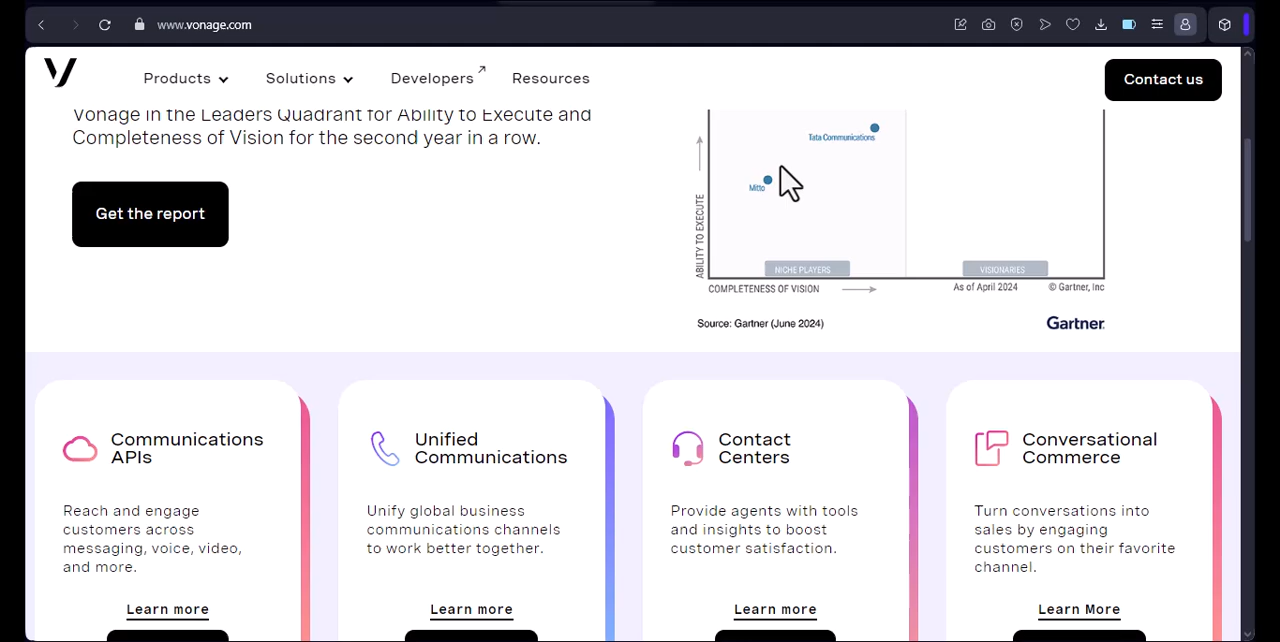 www.vonage.com
Products
Solutions
Developers
Resources
Contact us
Vonage in the Leaders Quadrant for Ability to Execute and
Completeness of Vision for the second year in a row.
Get the report
Tata Communications
Mitto
ABILITY TO EXECUTE
NICHE PLAYERS
VISIONARIES
COMPLETENESS OF VISION
As of April 2024
© Gartner, Inc
Source: Gartner (June 2024)
Gartner
Communications
APIs
Reach and engage
customers across
messaging, voice, video,
and more.
Learn more
Unified
Communications
Unify global business
communications channels
to work better together.
Learn more
Contact
Centers
Provide agents with tools
and insights to boost
customer satisfaction.
Learn more
Conversational
Commerce
Turn conversations into
sales by engaging
customers on their favorite
channel.
Learn More